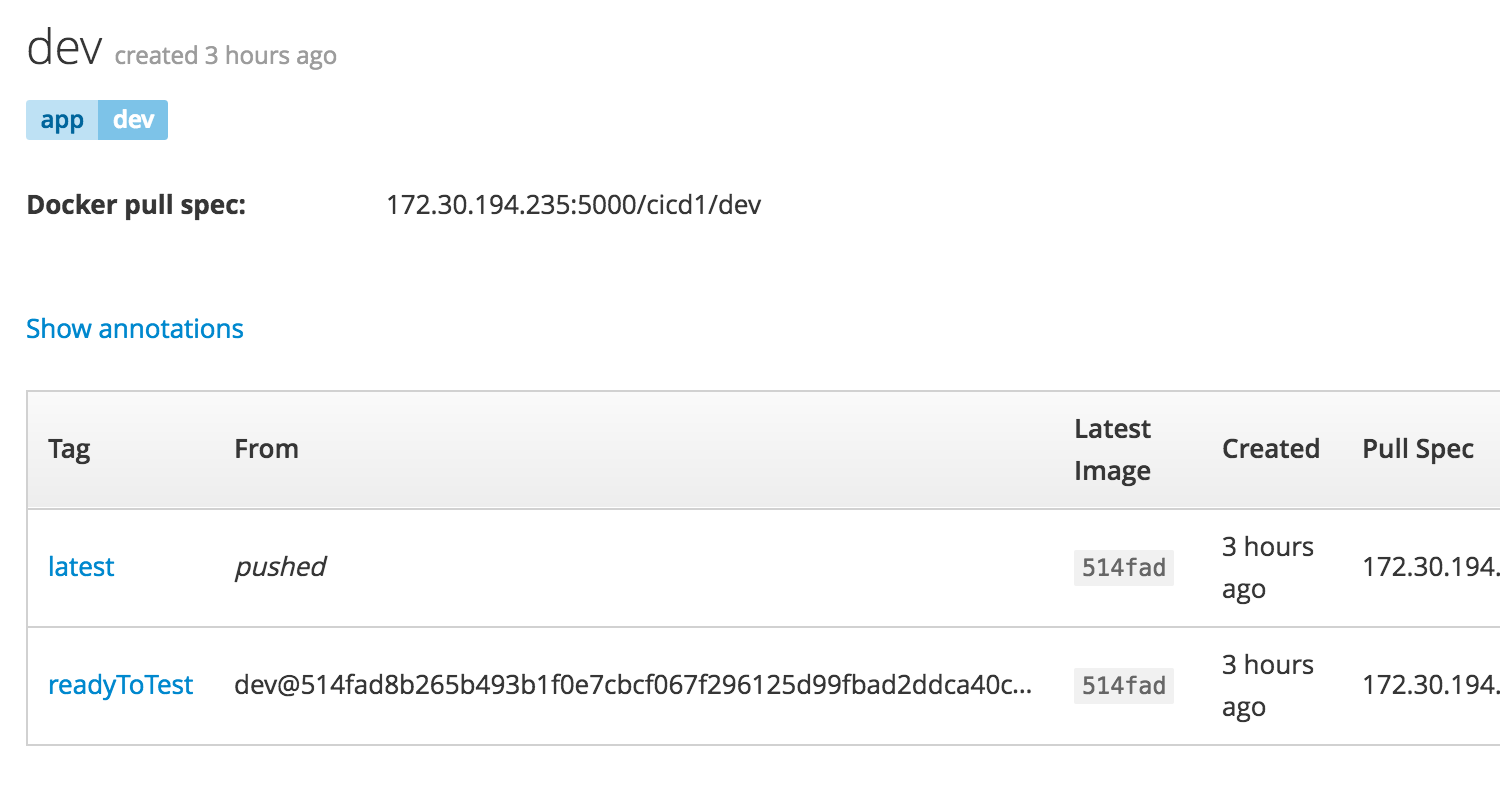 dev created 3 hours ago
app dev
Docker pull spec: 172.30.194.235:5000/cicd1/dev
Show annotations
Tag From Latest Image Created Pull Spec
latest pushed 514fad 3 hours ago 172.30.194.
readyToTest dev@514fad8b265b493b1f0e7cbcf067f296125d99fbad2ddca40c... 514fad 3 hours ago 172.30.194.